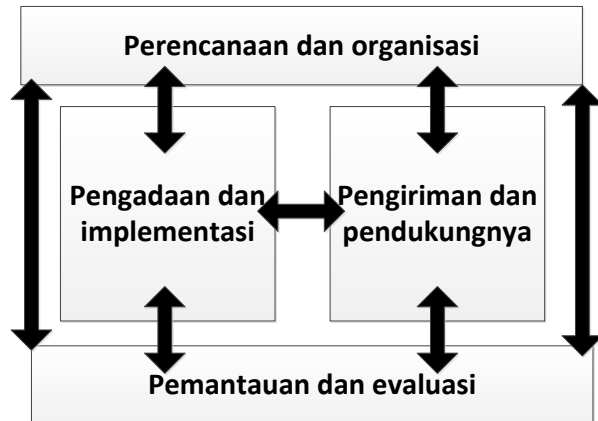 Perencanaan dan organisasi
Pengadaan dan
implementasi
Pengiriman dan
pendukungnya
Pemantauan dan evaluasi